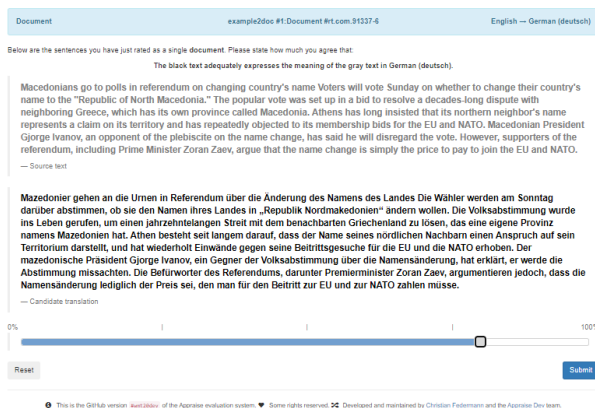 Document example2doc #1:Document #rt.com.91337-6 English → German (deutsch)
Below are the sentences you have just rated as a single document. Please state how much you agree that:
The black text adequately expresses the meaning of the gray text in German (deutsch).
Macedonians go to polls in referendum on changing country's name Voters will vote Sunday on whether to change their country's
name to the "Republic of North Macedonia." The popular vote was set up in a bid to resolve a decades-long dispute with
neighboring Greece, which has its own province called Macedonia. Athens has long insisted that its northern neighbor's name
represents a claim on its territory and has repeatedly objected to its membership bids for the EU and NATO. Macedonian President
Gjorge Ivanov, an opponent of the plebiscite on the name change, has said he will disregard the vote. However, supporters of the
referendum, including Prime Minister Zoran Zaev, argue that the name change is simply the price to pay to join the EU and NATO.
— Source text
Mazedonier gehen an die Urnen in Referendum über die Änderung des Namens des Landes Die Wähler werden am Sonntag
darüber abstimmen, ob sie den Namen ihres Landes in „Republik Nordmakedonien“ ändern wollen. Die Volksabstimmung wurde
ins Leben gerufen, um einen jahrzehntelangen Streit mit dem benachbarten Griechenland zu lösen, das eine eigene Provinz
namens Mazedonien hat. Athen besteht seit langem darauf, dass der Name seines nördlichen Nachbarn einen Anspruch auf sein
Territorium darstellt, und hat wiederholt Einwände gegen seine Beitrittsgesuche für die EU und die NATO erhoben. Der
mazedonische Präsident Gjorge Ivanov, ein Gegner der Volksabstimmung über die Namensänderung, hat erklärt, er werde die
Abstimmung missachten. Die Befürworter des Referendums, darunter Premierminister Zoran Zaev, argumentieren jedoch, dass die
Namensänderung lediglich der Preis sei, den man für den Beitritt zur EU und zur NATO zahlen müsse.
— Candidate translation
0% 100%
Reset Submit
This is the GitHub version #wmt20dev of the Appraise evaluation system. Some rights reserved. Developed and maintained by Christian Federmann and the Appraise Dev team.